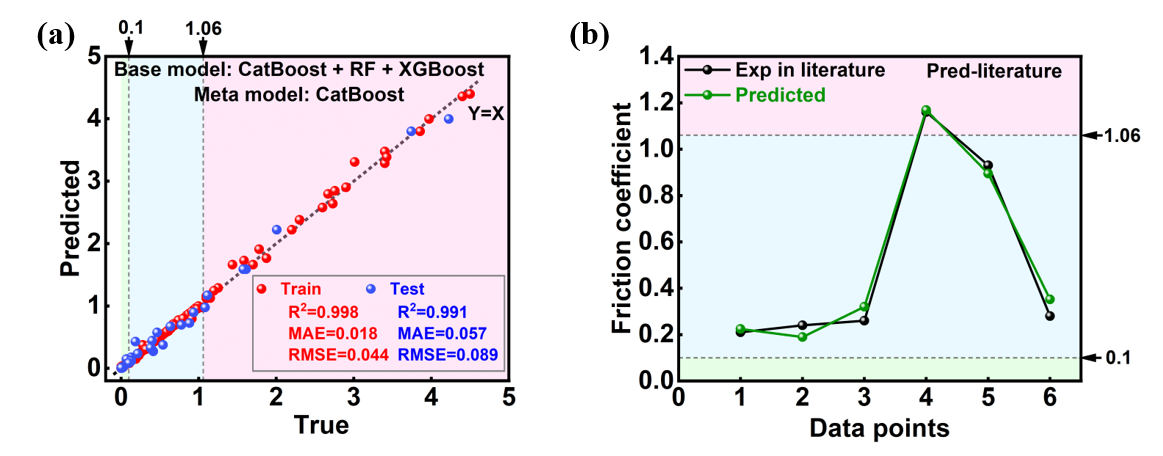 (a)
0.1
1.06
Base model: CatBoost + RF + XGBoost
Meta model: CatBoost
Y=X
5
4
3
2
1
0
Predicted
Train
Test
R²=0.998
R²=0.991
MAE=0.018
MAE=0.057
RMSE=0.044
RMSE=0.089
0
1
2
3
4
5
True
(b)
Exp in literature
Pred-literature
Predicted
1.4
1.2
1.0
0.8
0.6
0.4
0.2
0.0
Friction coefficient
1.06
0.1
0
1
2
3
4
5
6
Data points